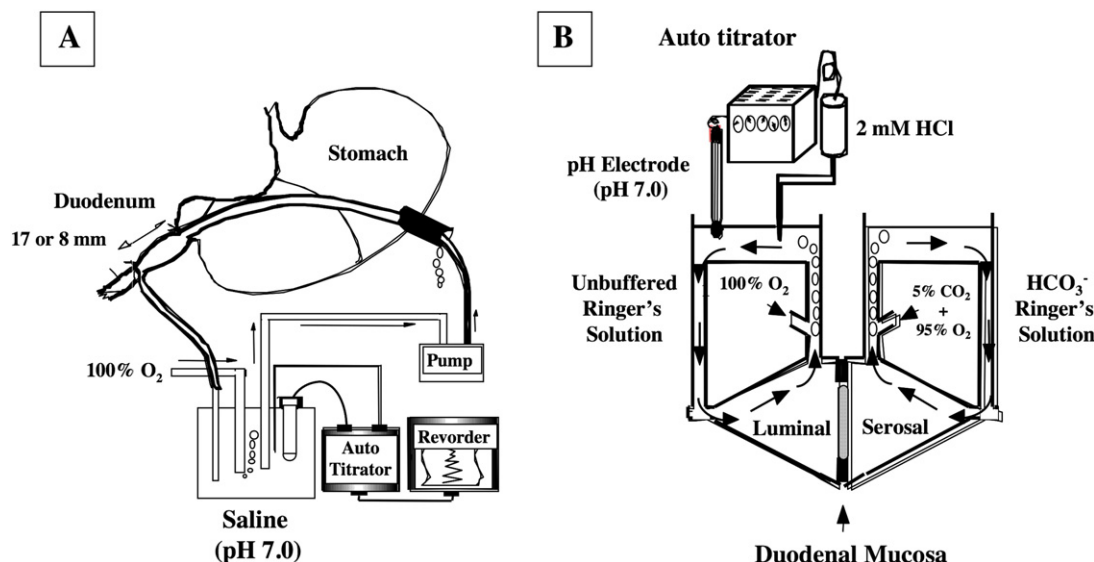 A
Stomach
Duodenum
17 or 8 mm
100% O₂
Pump
Auto
Titrator
Revorder
Saline
(pH 7.0)
B
Auto titrator
2 mM HCl
pH Electrode
(pH 7.0)
Unbuffered
Ringer's
Solution
100% O₂
5% CO₂
+
95% O₂
HCO₃⁻
Ringer's
Solution
Luminal
Serosal
Duodenal Mucosa